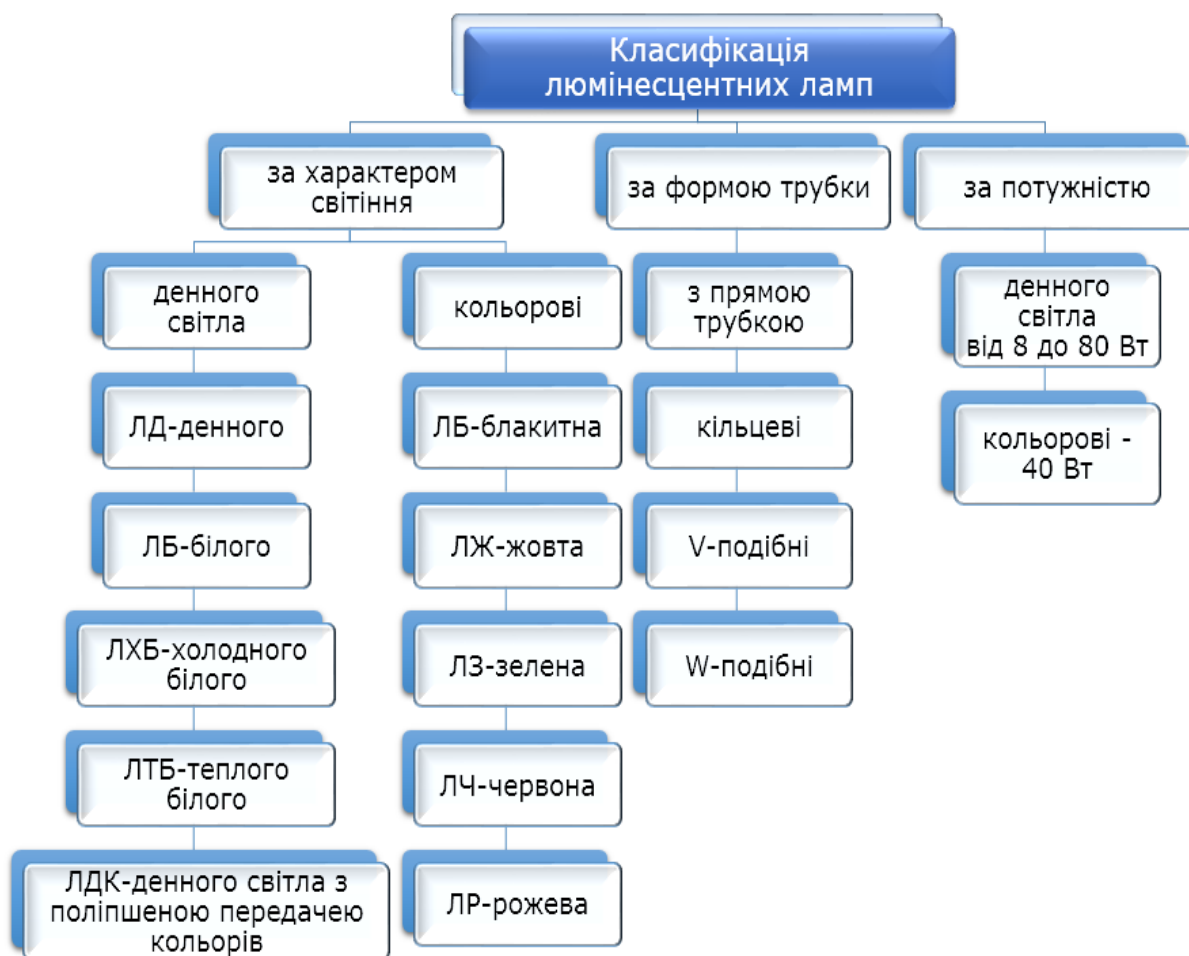 Класифікація
люмінесцентних ламп
за характером
світіння
за формою трубки
за потужністю
денного
світла
кольорові
з прямою
трубкою
денного
світла
від 8 до 80 Вт
ЛД-денного
ЛБ-блакитна
кільцеві
кольорові -
40 Вт
ЛБ-білого
ЛЖ-жовта
V-подібні
ЛХБ-холодного
білого
ЛЗ-зелена
W-подібні
ЛТБ-теплого
білого
ЛЧ-червона
ЛДК-денного світла з
поліпшеною передачею
кольорів
ЛР-рожева